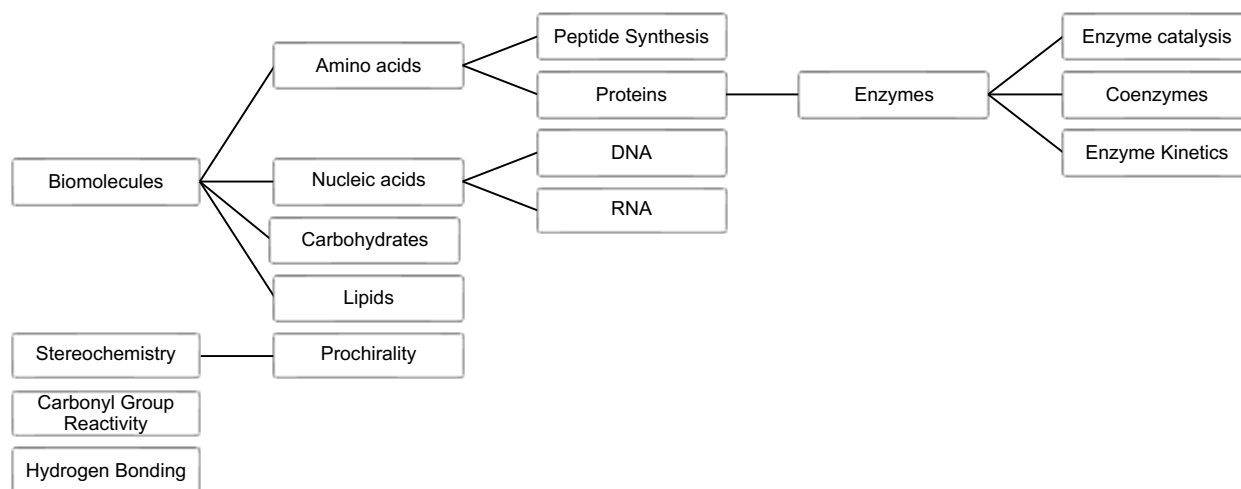 Peptide Synthesis
Enzyme catalysis
Amino acids
Proteins
Enzymes
Coenzymes
DNA
Enzyme Kinetics
Biomolecules
Nucleic acids
RNA
Carbohydrates
Lipids
Stereochemistry
Prochirality
Carbonyl Group
Reactivity
Hydrogen Bonding